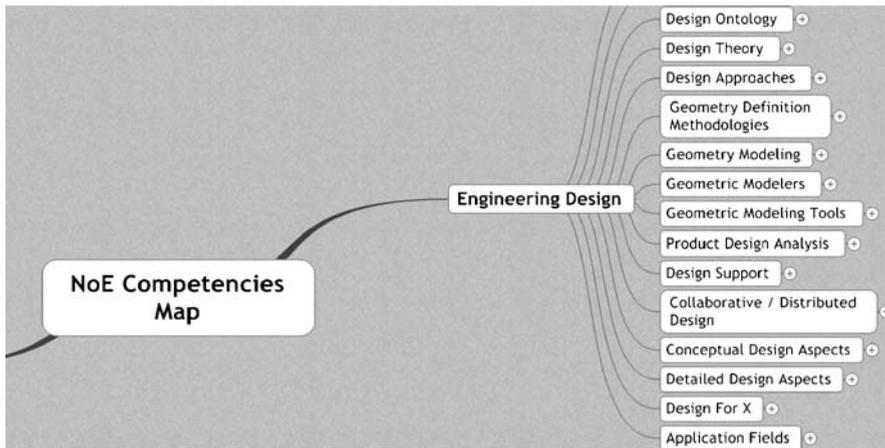 Design Ontology
Design Theory
Design Approaches
Geometry Definition
Methodologies
Geometry Modeling
Geometric Modelers
Geometric Modeling Tools
Product Design Analysis
Design Support
Collaborative / Distributed
Design
Conceptual Design Aspects
Detailed Design Aspects
Design For X
Application Fields
Engineering Design
NoE Competencies
Map